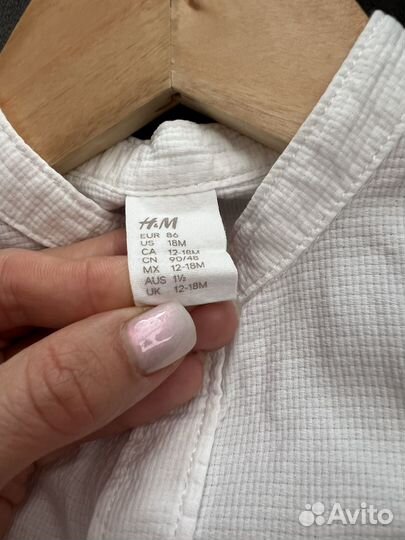 H&M
EUR 86
US 18M
CA 12-18M
CN 90/48
MX 12-18M
AUS 1½
UK 12-18M
Avito